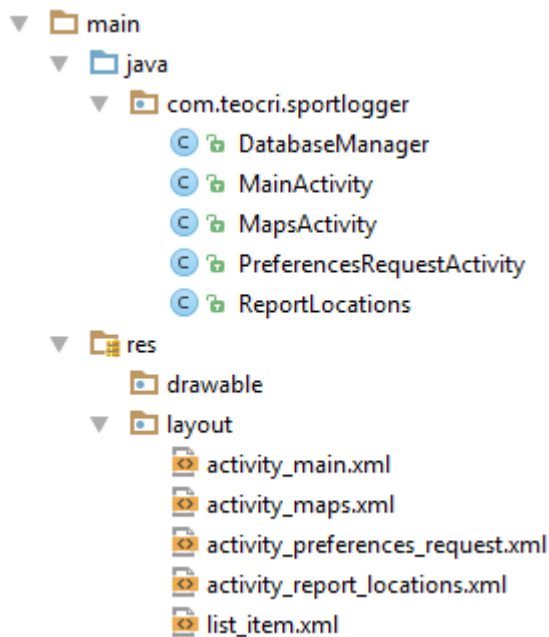 main
java
com.teocri.sportlogger
DatabaseManager
MainActivity
MapsActivity
PreferencesRequestActivity
ReportLocations
res
drawable
layout
activity_main.xml
activity_maps.xml
activity_preferences_request.xml
activity_report_locations.xml
list_item.xml